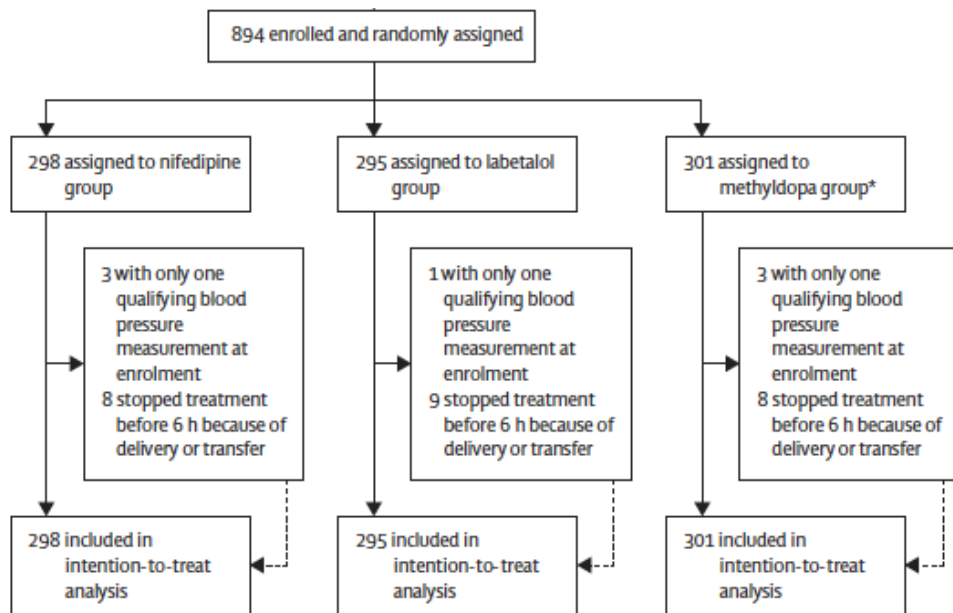 894 enrolled and randomly assigned
298 assigned to nifedipine
group
295 assigned to labetalol
group
301 assigned to
methyldopa group*
3 with only one
qualifying blood
pressure
measurement at
enrolment
8 stopped treatment
before 6 h because of
delivery or transfer
1 with only one
qualifying blood
pressure
measurement at
enrolment
9 stopped treatment
before 6 h because of
delivery or transfer
3 with only one
qualifying blood
pressure
measurement at
enrolment
8 stopped treatment
before 6 h because of
delivery or transfer
298 included in
intention-to-treat
analysis
295 included in
intention-to-treat
analysis
301 included in
intention-to-treat
analysis